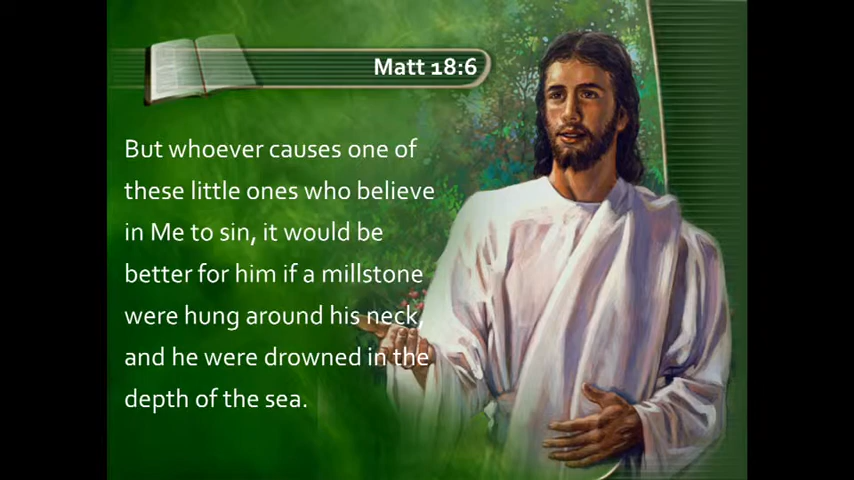 Matt 18:6
But whoever causes one of
these little ones who believe
in Me to sin, it would be
better for him if a millstone
were hung around his neck,
and he were drowned in the
depth of the sea.